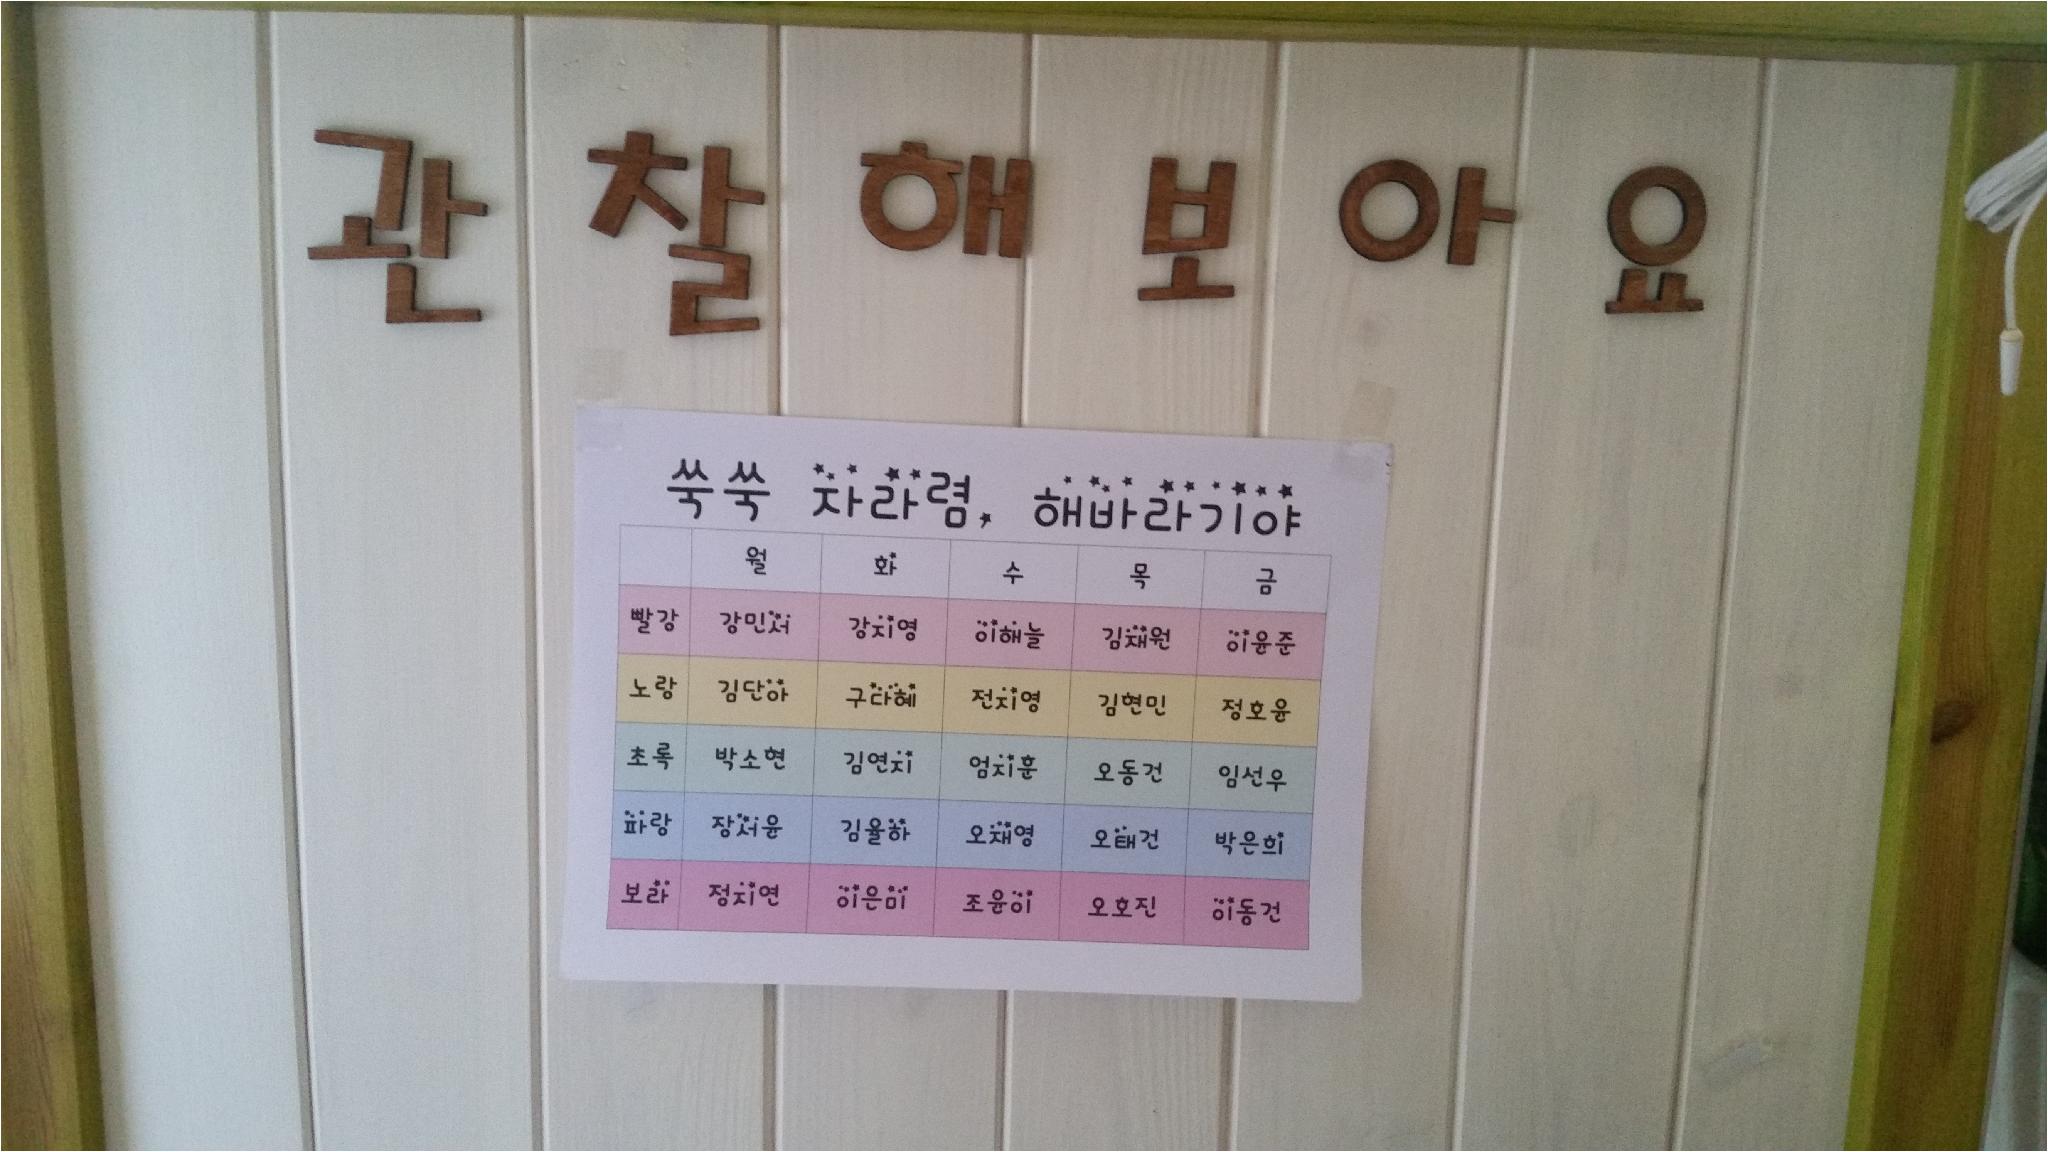 관찰해보아요
쑥쑥 자라렴, 해바라기야
월 화 수 목 금
빨강 강민서 강지영 이해늘 김채원 이윤준
노랑 김단아 구다혜 전지영 김현민 정호윤
초록 박소현 김연지 엄지훈 오동건 임선우
파랑 장서윤 김율하 오재영 오태건 박은희
보라 정지연 이은미 조윤이 오호진 이동건